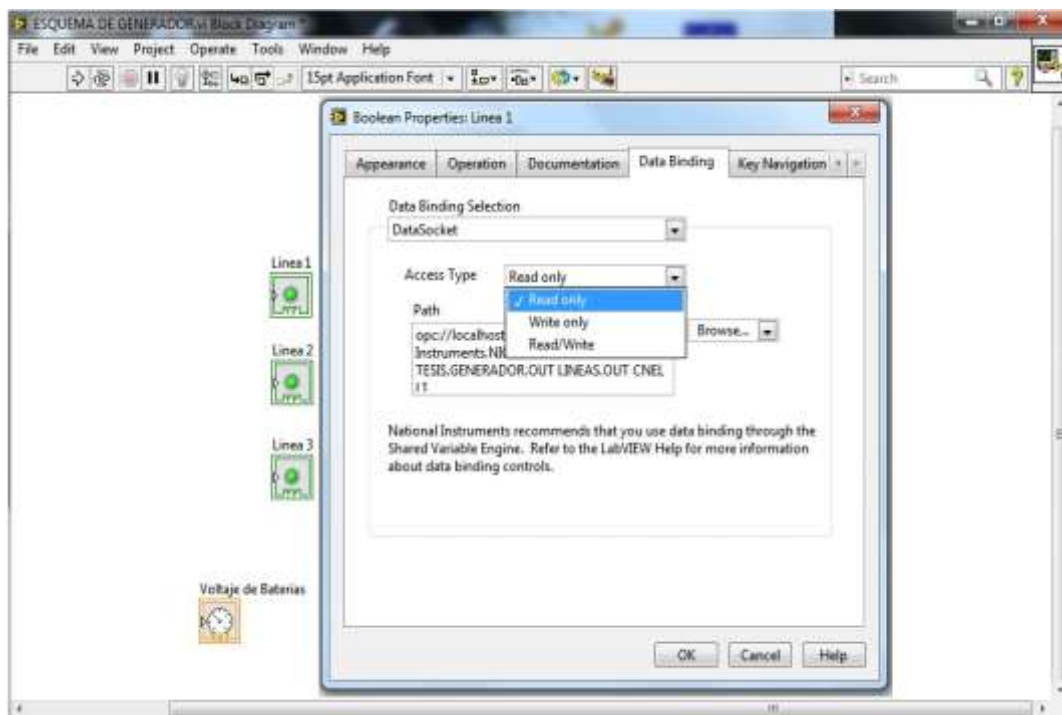 ESQUEMA DE GENERADOR.vi Block Diagram *
File Edit View Project Operate Tools Window Help
15pt Application Font
Search
Boolean Properties: Linea 1
Appearance Operation Documentation Data Binding Key Navigation
Data Binding Selection
DataSocket
Access Type Read only
Read only
Write only
Read/Write
Path
Browse...
opc://localhost
Instruments.NI
TESIS.GENERADOR.OUT LINEAS.OUT CNEL
National Instruments recommends that you use data binding through the
Shared Variable Engine. Refer to the LabVIEW Help for more information
about data binding controls.
OK Cancel Help
Linea 1
Linea 2
Linea 3
Voltaje de Baterias